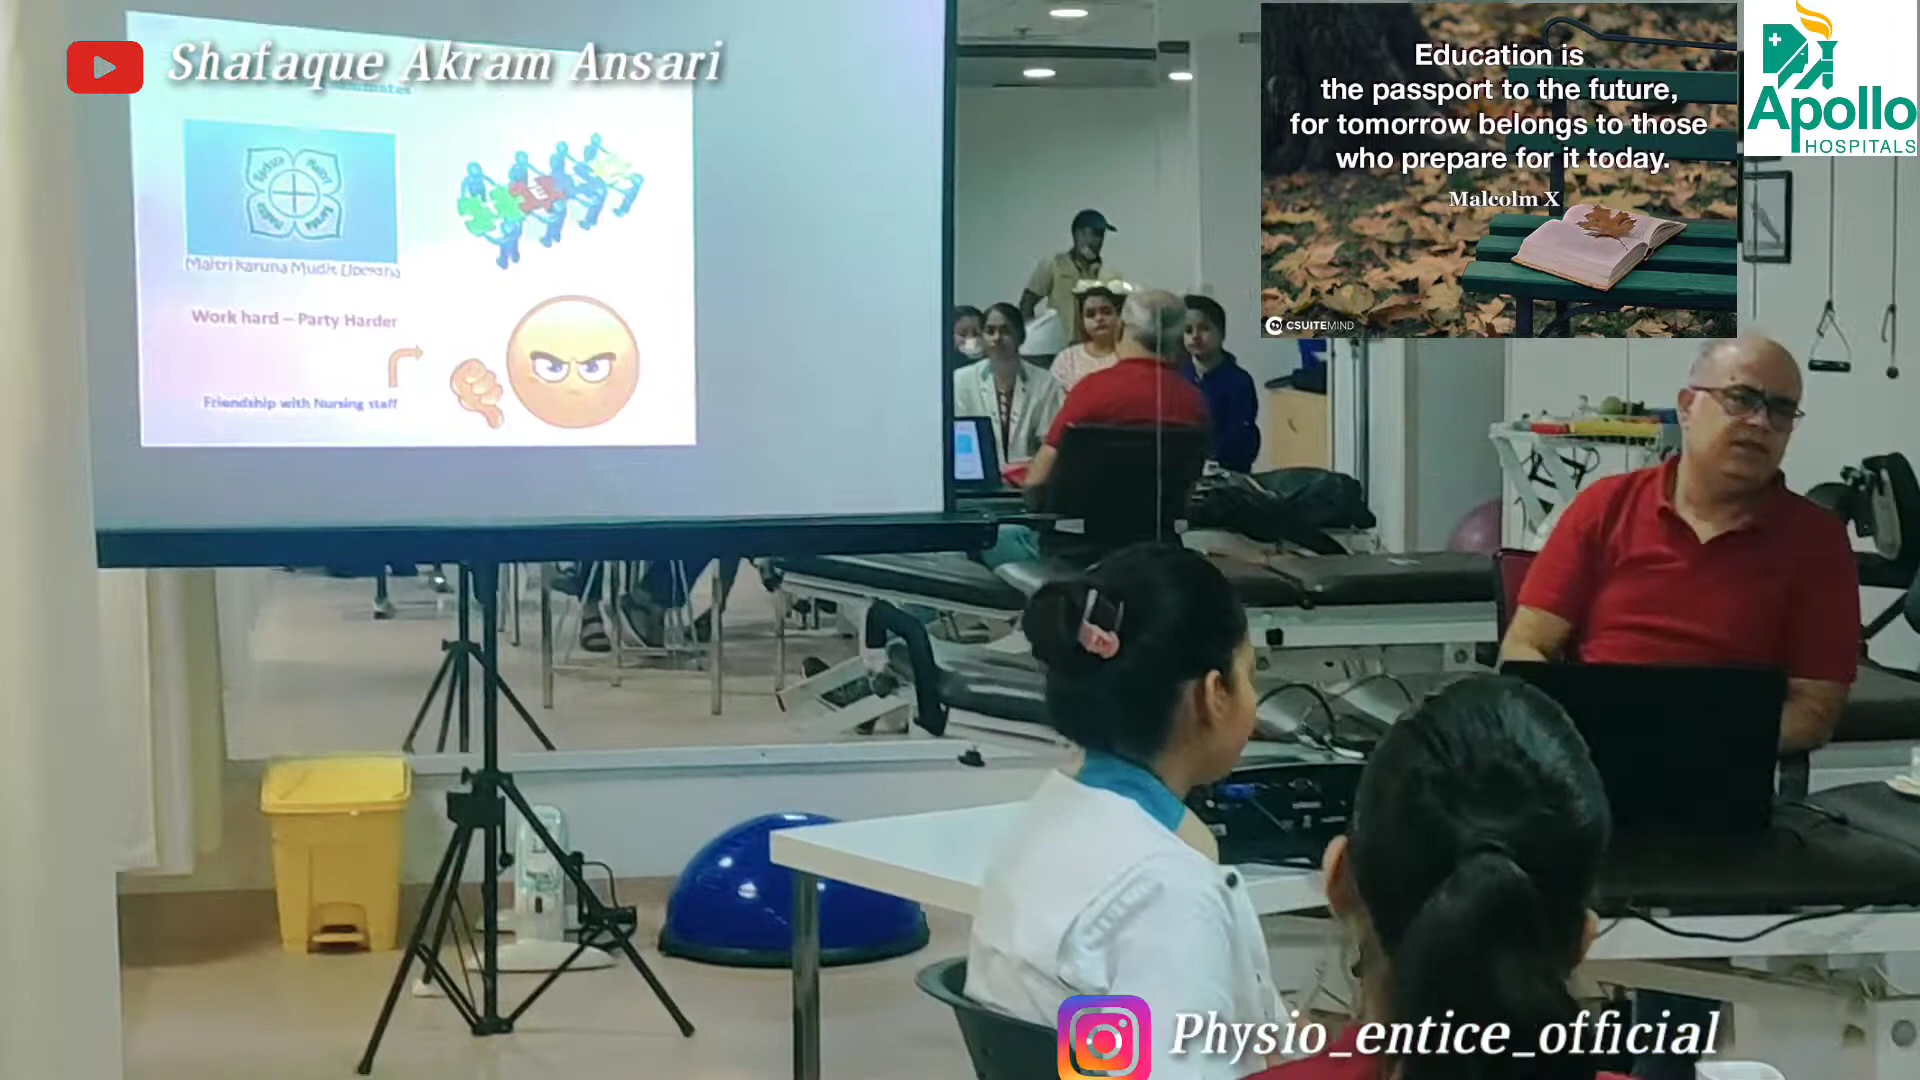 Shafaque Akram Ansari
Maitri Karuna Mudit Upeksha
Work hard – Party Harder
Friendship with Nursing staff
Education is
the passport to the future,
for tomorrow belongs to those
who prepare for it today.
Malcolm X
CSUITEMIND
Apollo
HOSPITALS
Physio_entice_official